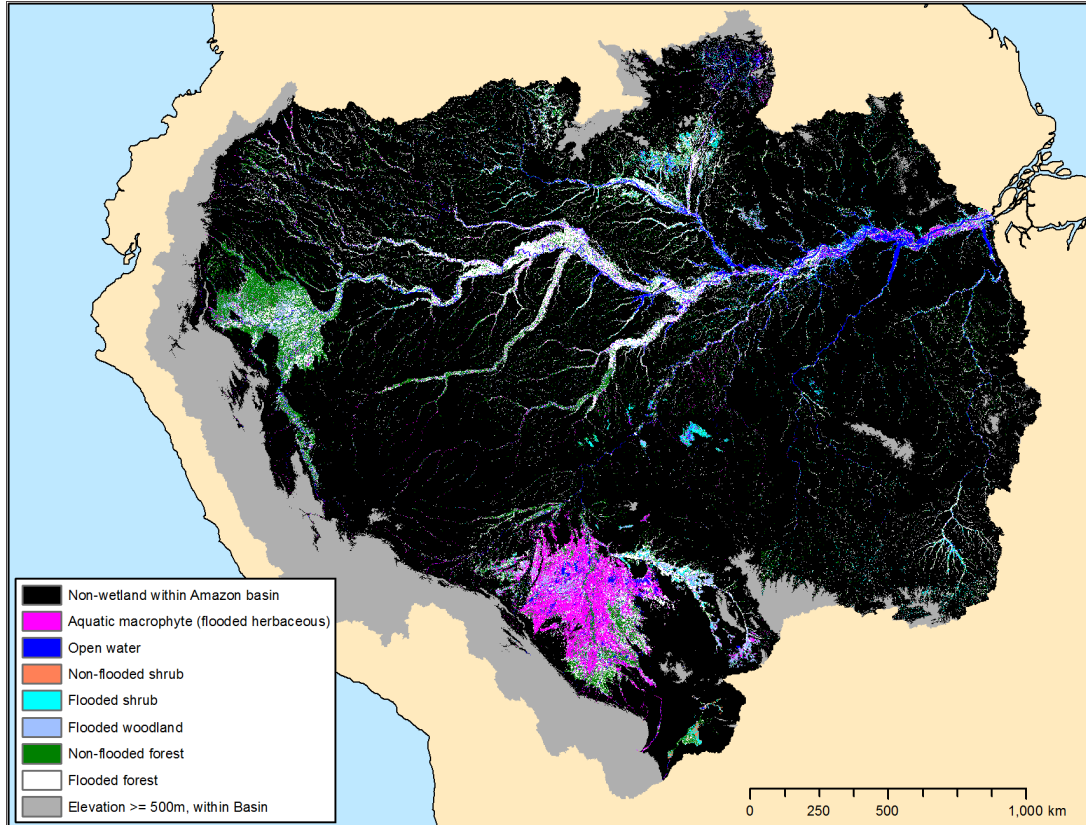 Non-wetland within Amazon basin
Aquatic macrophyte (flooded herbaceous)
Open water
Non-flooded shrub
Flooded shrub
Flooded woodland
Non-flooded forest
Flooded forest
Elevation >= 500m, within Basin
0 250 500 1,000 km